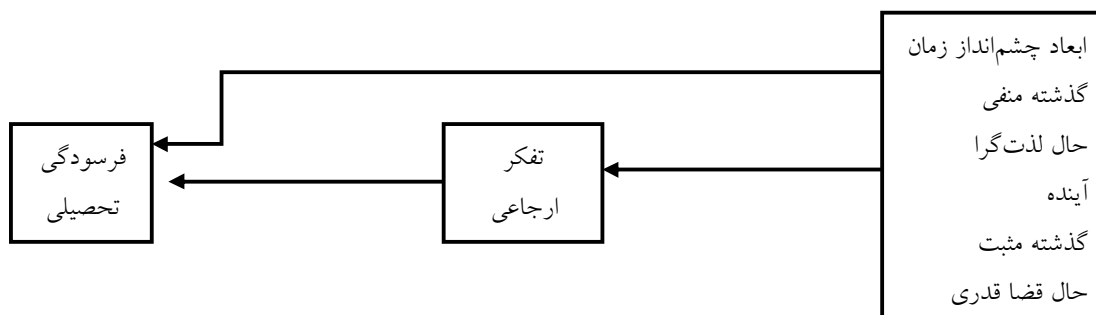 ابعاد چشم‌انداز زمان
گذشته منفی
حال لذت‌گرا
آینده
گذشته مثبت
حال قضا قدری
تفکر
ارجاعی
فرسودگی
تحصیلی